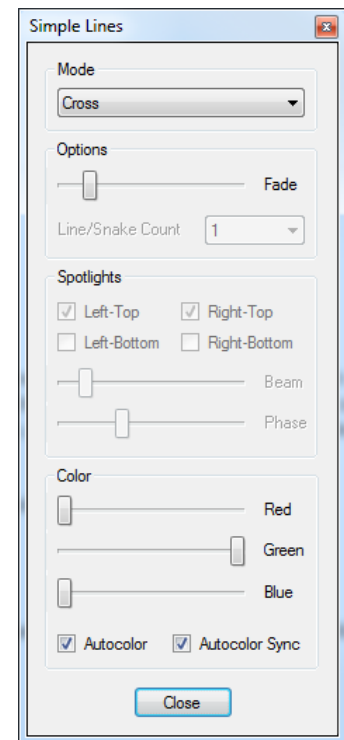 Simple Lines
Mode
Cross
Options
Fade
Line/Snake Count 1
Spotlights
Left-Top Right-Top
Left-Bottom Right-Bottom
Beam
Phase
Color
Red
Green
Blue
Autocolor Autocolor Sync
Close